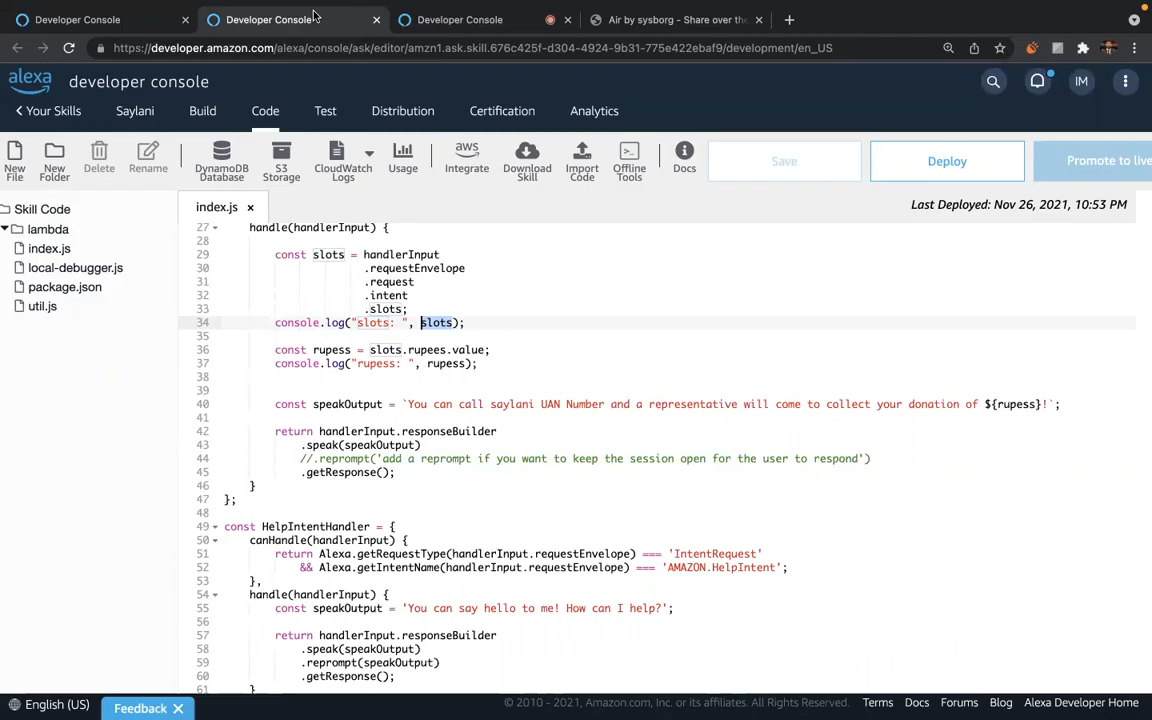 Developer Console
Developer Console
Developer Console
Air by sysborg - Share over the
https://developer.amazon.com/alexa/console/ask/editor/amzn1.ask.skill.676c425f-d304-4924-9b31-775e422ebaf9/development/en_US
alexa developer console
IM
Your Skills
Saylani
Build
Code
Test
Distribution
Certification
Analytics
New File
New Folder
Delete
Rename
DynamoDB Database
S3 Storage
CloudWatch Logs
Usage
aws Integrate
Download Skill
Import Code
Offline Tools
Docs
Save
Deploy
Promote to live
Skill Code
lambda
index.js
local-debugger.js
package.json
util.js
index.js ×
Last Deployed: Nov 26, 2021, 10:53 PM
27 handle(handlerInput) {
28
29 const slots = handlerInput
30 .requestEnvelope
31 .request
32 .intent
33 .slots;
34 console.log("slots: ", slots);
35
36 const rupess = slots.rupees.value;
37 console.log("rupess: ", rupess);
38
39
40 const speakOutput = `You can call saylani UAN Number and a representative will come to collect your donation of ${rupess}!`;
41
42 return handlerInput.responseBuilder
43 .speak(speakOutput)
44 //.reprompt('add a reprompt if you want to keep the session open for the user to respond')
45 .getResponse();
46 }
47 };
48
49 const HelpIntentHandler = {
50 canHandle(handlerInput) {
51 return Alexa.getRequestType(handlerInput.requestEnvelope) === 'IntentRequest'
52 && Alexa.getIntentName(handlerInput.requestEnvelope) === 'AMAZON.HelpIntent';
53 },
54 handle(handlerInput) {
55 const speakOutput = 'You can say hello to me! How can I help?';
56
57 return handlerInput.responseBuilder
58 .speak(speakOutput)
59 .reprompt(speakOutput)
60 .getResponse();
61 }
English (US)
Feedback
© 2010 - 2021, Amazon.com, Inc. or its affiliates. All Rights Reserved.
Terms
Docs
Forums
Blog
Alexa Developer Home